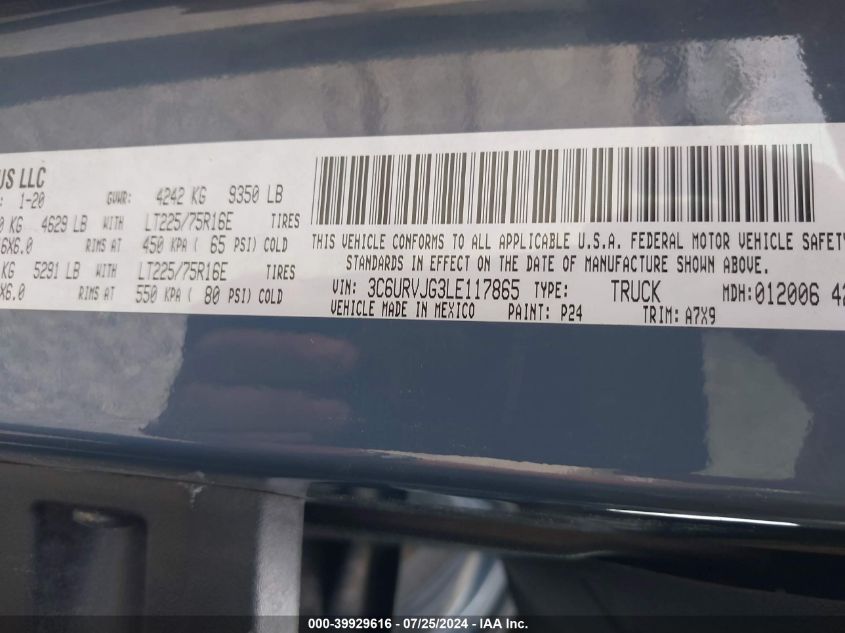 US LLC
1-20 GVWR: 4242 KG 9350 LB
KG 4629 LB WITH LT225/75R16E TIRES
6X6.0 RIMS AT 450 KPA ( 65 PSI) COLD
KG 5291 LB WITH LT225/75R16E TIRES
X6.0 RIMS AT 550 KPA ( 80 PSI) COLD
THIS VEHICLE CONFORMS TO ALL APPLICABLE U.S.A. FEDERAL MOTOR VEHICLE SAFETY
STANDARDS IN EFFECT ON THE DATE OF MANUFACTURE SHOWN ABOVE.
VIN: 3C6URVJG3LE117865 TYPE: TRUCK MDH:012006 42
VEHICLE MADE IN MEXICO PAINT: P24 TRIM: A7X9
000-39929616 - 07/25/2024 - IAA Inc.